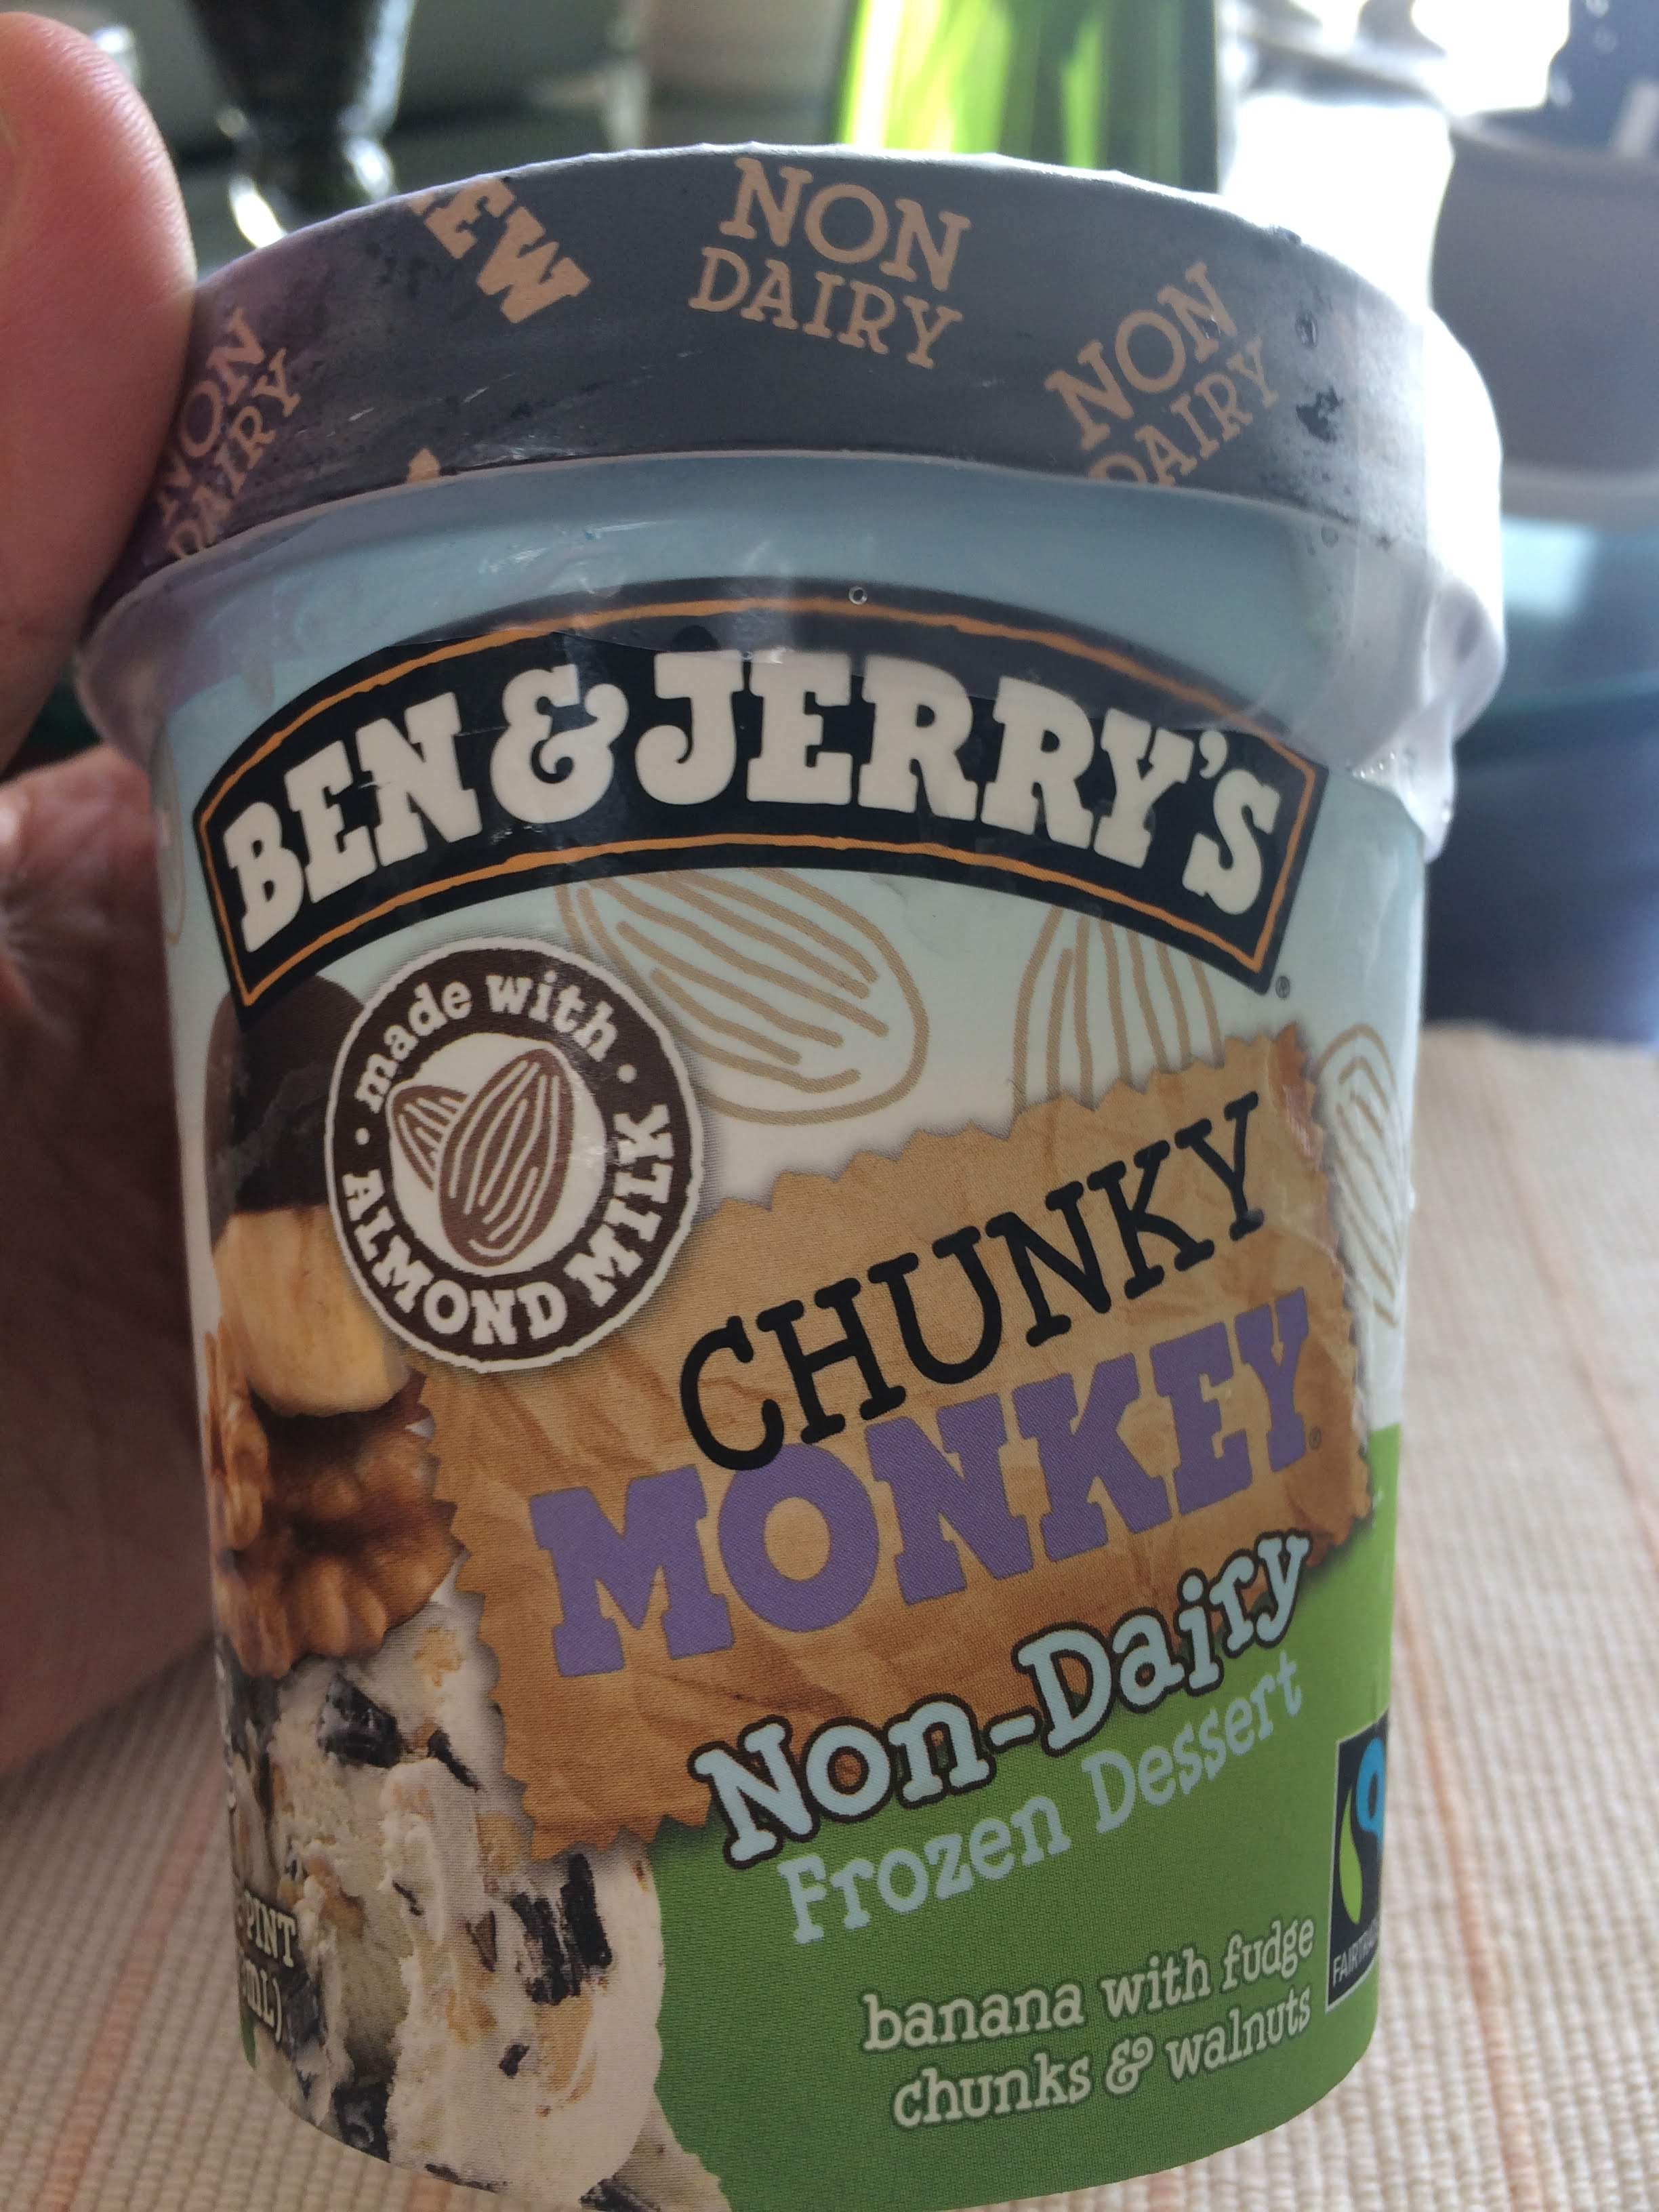 NON
DAIRY
EW
NON
DAIRY
NON
DAIRY
BEN & JERRY'S
®
made with
ALMOND MILK
CHUNKY
MONKEY
Non-Dairy
Frozen Dessert
banana with fudge
chunks & walnuts
PINT
mL)